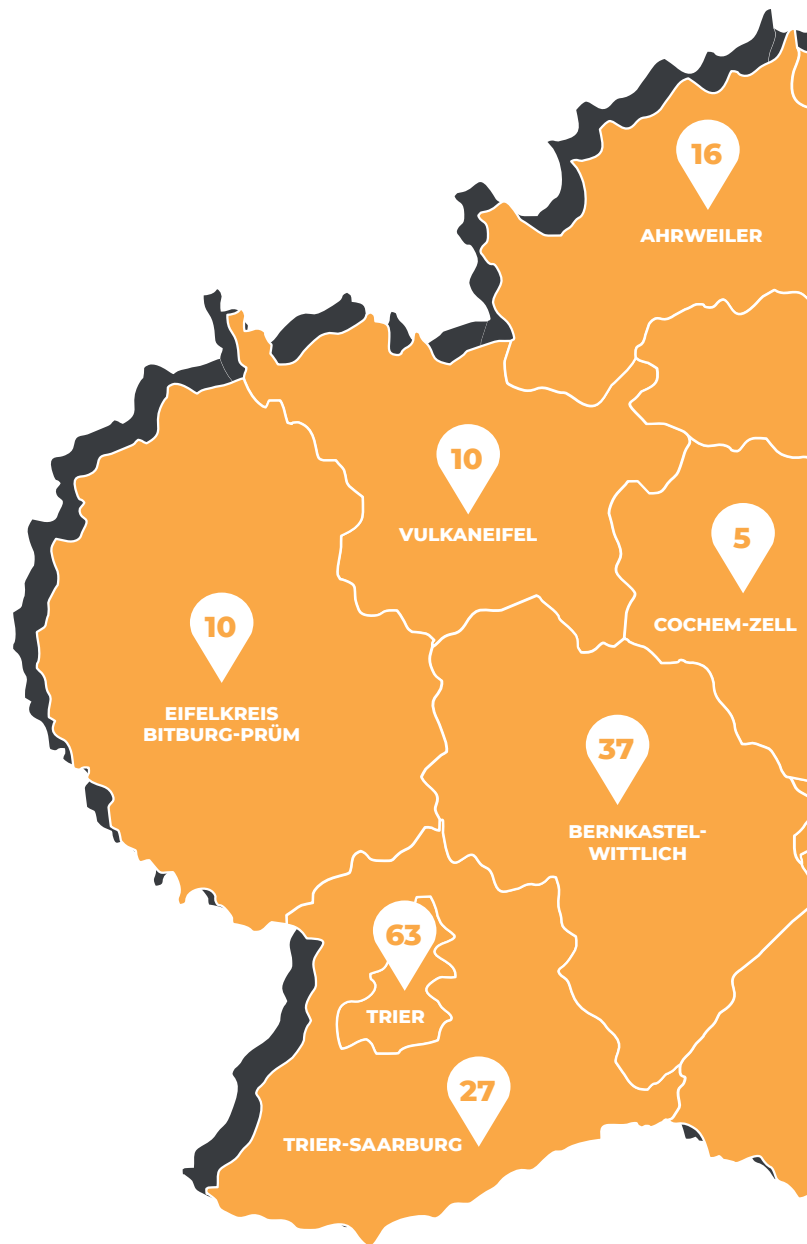 16
AHRWEILER
10
VULKANEIFEL
5
COCHEM-ZELL
10
EIFELKREIS
BITBURG-PRÜM
37
BERNKASTEL-
WITTLICH
63
TRIER
27
TRIER-SAARBURG